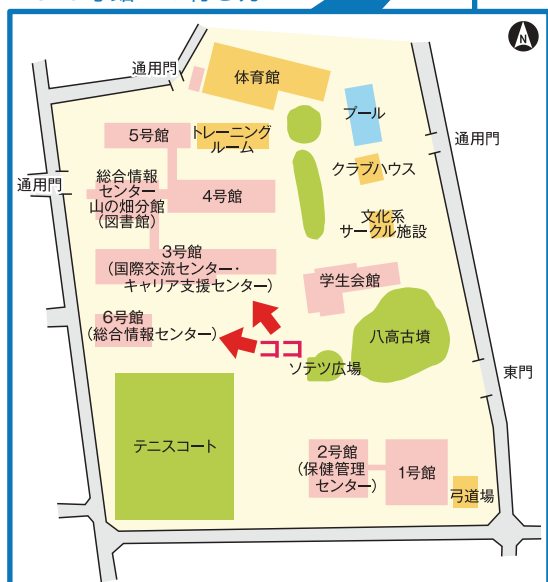 N
体育館
通用門
プール
5号館
トレーニング
ルーム
通用門
クラブハウス
通用門
総合情報
センター
山の畑分館
(図書館)
4号館
文化系
サークル施設
3号館
(国際交流センター・
キャリア支援センター)
学生会館
6号館
(総合情報センター)
ココ
八高古墳
ソテツ広場
東門
テニスコート
2号館
(保健管理
センター)
1号館
弓道場